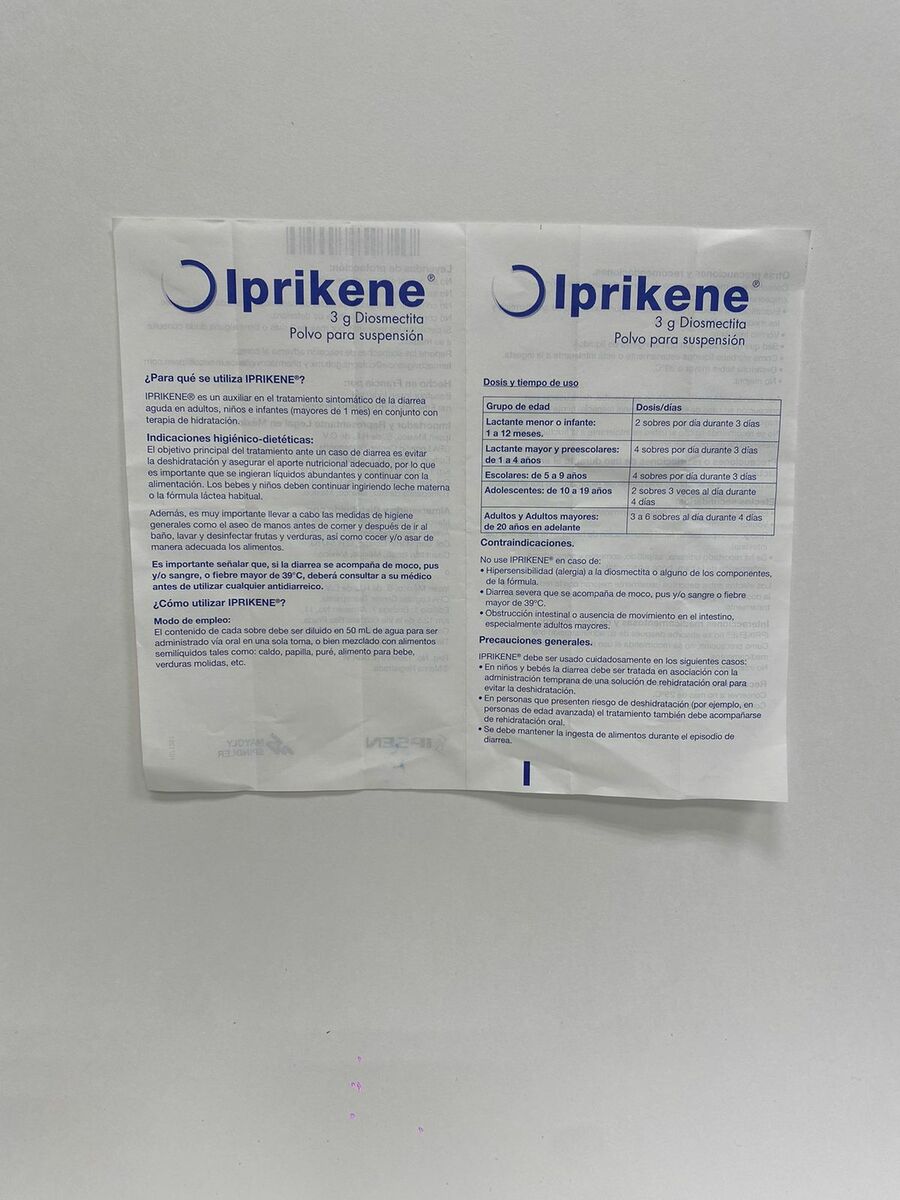 Iprikene®
3 g Diosmectita
Polvo para suspensión
¿Para qué se utiliza IPRIKENE®?
IPRIKENE® es un auxiliar en el tratamiento sintomático de la diarrea
aguda en adultos, niños e infantes (mayores de 1 mes) en conjunto con
terapia de hidratación.
Indicaciones higiénico-dietéticas:
El objetivo principal del tratamiento ante un caso de diarrea es evitar
la deshidratación y asegurar el aporte nutricional adecuado, por lo que
es importante que se ingieran líquidos abundantes y continuar con la
alimentación. Los bebes y niños deben continuar ingiriendo leche materna
o la fórmula láctea habitual.
Además, es muy importante llevar a cabo las medidas de higiene
generales como el aseo de manos antes de comer y después de ir al
baño, lavar y desinfectar frutas y verduras, así como cocer y/o asar de
manera adecuada los alimentos.
Es importante señalar que, si la diarrea se acompaña de moco, pus
y/o sangre, o fiebre mayor de 39°C, deberá consultar a su médico
antes de utilizar cualquier antidiarreico.
¿Cómo utilizar IPRIKENE®?
Modo de empleo:
El contenido de cada sobre debe ser diluido en 50 mL de agua para ser
administrado vía oral en una sola toma, o bien mezclado con alimentos
semilíquidos tales como: caldo, papilla, puré, alimento para bebe,
verduras molidas, etc.
Iprikene®
3 g Diosmectita
Polvo para suspensión
Dosis y tiempo de uso
Grupo de edad Dosis/días
Lactante menor o infante:
1 a 12 meses. 2 sobres por día durante 3 días
Lactante mayor y preescolares:
de 1 a 4 años 4 sobres por día durante 3 días
Escolares: de 5 a 9 años 4 sobres por día durante 3 días
Adolescentes: de 10 a 19 años 2 sobres 3 veces al día durante
4 días
Adultos y Adultos mayores:
de 20 años en adelante 3 a 6 sobres al día durante 4 días
Contraindicaciones.
No use IPRIKENE® en caso de:
• Hipersensibilidad (alergia) a la diosmectita o alguno de los componentes,
de la fórmula.
• Diarrea severa que se acompaña de moco, pus y/o sangre o fiebre
mayor de 39°C.
• Obstrucción intestinal o ausencia de movimiento en el intestino,
especialmente adultos mayores.
Precauciones generales.
IPRIKENE® debe ser usado cuidadosamente en los siguientes casos:
• En niños y bebés la diarrea debe ser tratada en asociación con la
administración temprana de una solución de rehidratación oral para
evitar la deshidratación.
• En personas que presenten riesgo de deshidratación (por ejemplo, en
personas de edad avanzada) el tratamiento también debe acompañarse
de rehidratación oral.
• Se debe mantener la ingesta de alimentos durante el episodio de
diarrea.
IPSEN
MAYOLY
SPINDLER